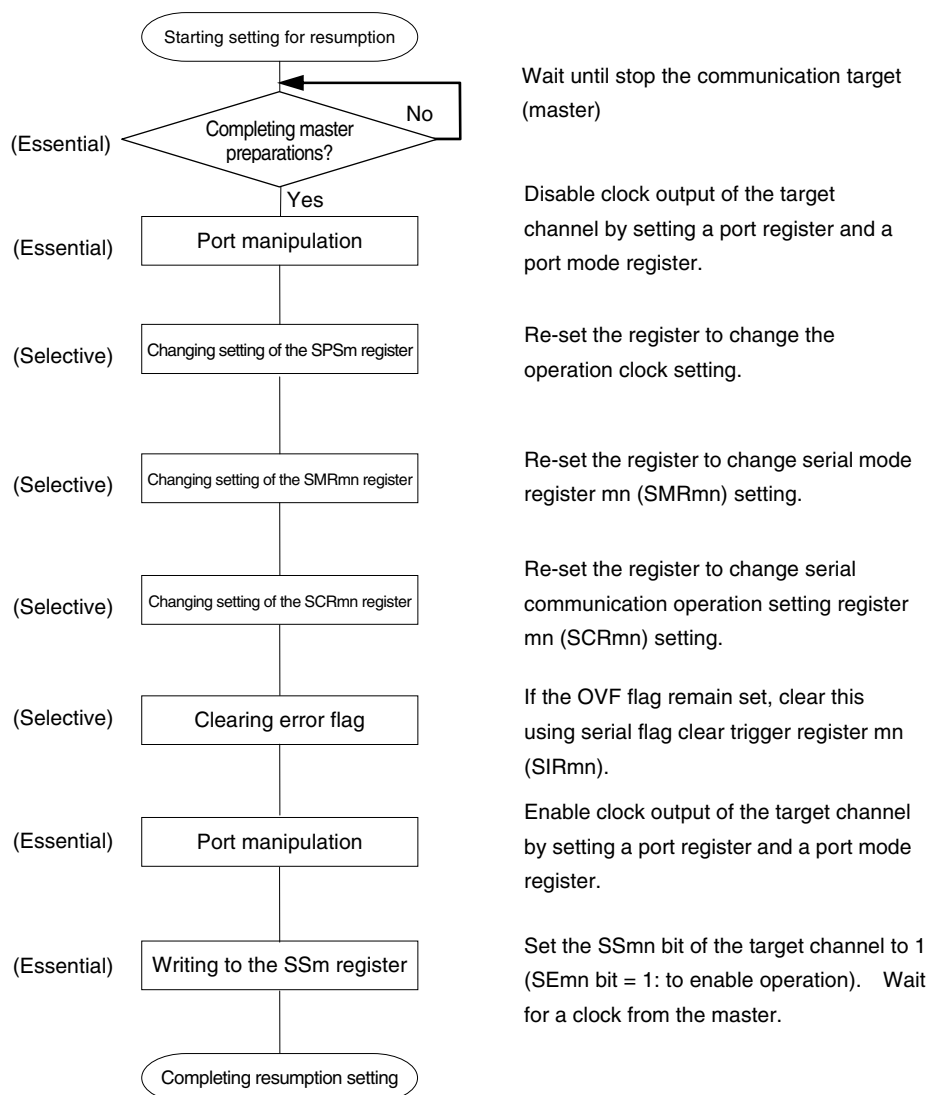 Starting setting for resumption
Wait until stop the communication target
(master)
No
(Essential)
Completing master
preparations?
Yes
Disable clock output of the target
channel by setting a port register and a
port mode register.
(Essential)
Port manipulation
(Selective)
Changing setting of the SPSm register
Re-set the register to change the
operation clock setting.
(Selective)
Changing setting of the SMRmn register
Re-set the register to change serial mode
register mn (SMRmn) setting.
(Selective)
Changing setting of the SCRmn register
Re-set the register to change serial
communication operation setting register
mn (SCRmn) setting.
(Selective)
Clearing error flag
If the OVF flag remain set, clear this
using serial flag clear trigger register mn
(SIRmn).
(Essential)
Port manipulation
Enable clock output of the target channel
by setting a port register and a port mode
register.
(Essential)
Writing to the SSm register
Set the SSmn bit of the target channel to 1
(SEmn bit = 1: to enable operation). Wait
for a clock from the master.
Completing resumption setting